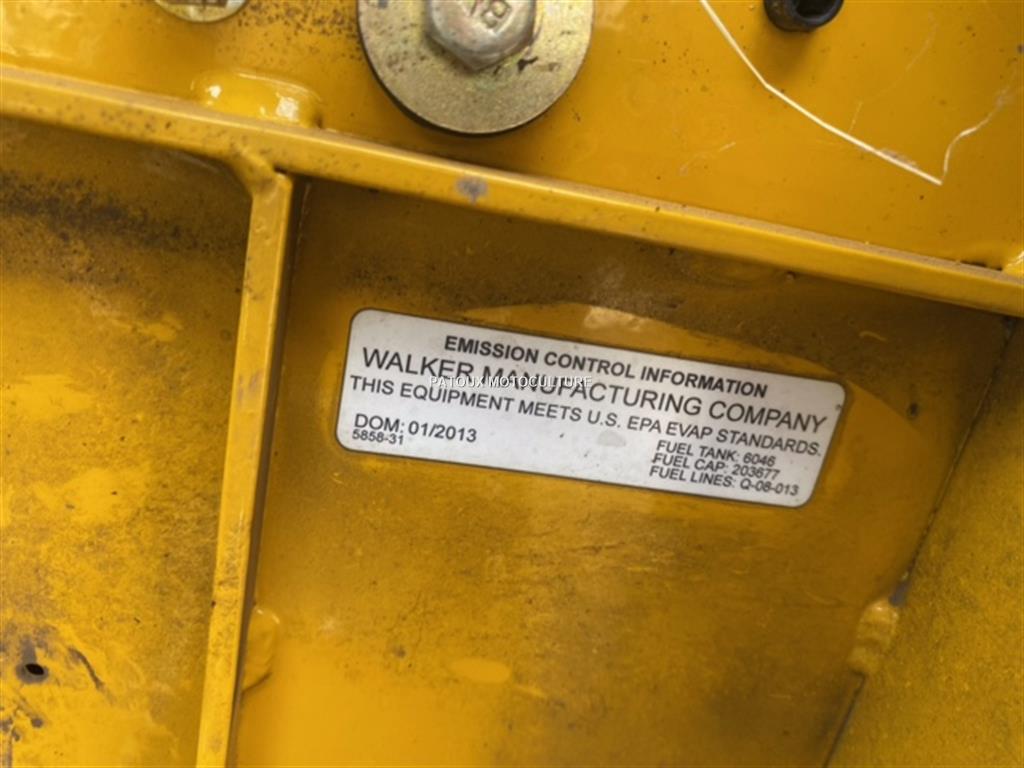 EMISSION CONTROL INFORMATION
WALKER MANUFACTURING COMPANY
PATOUX MOTOCULTURE
THIS EQUIPMENT MEETS U.S. EPA EVAP STANDARDS.
DOM: 01/2013
5858-31
FUEL TANK: 6046
FUEL CAP: 203677
FUEL LINES: Q-08-013